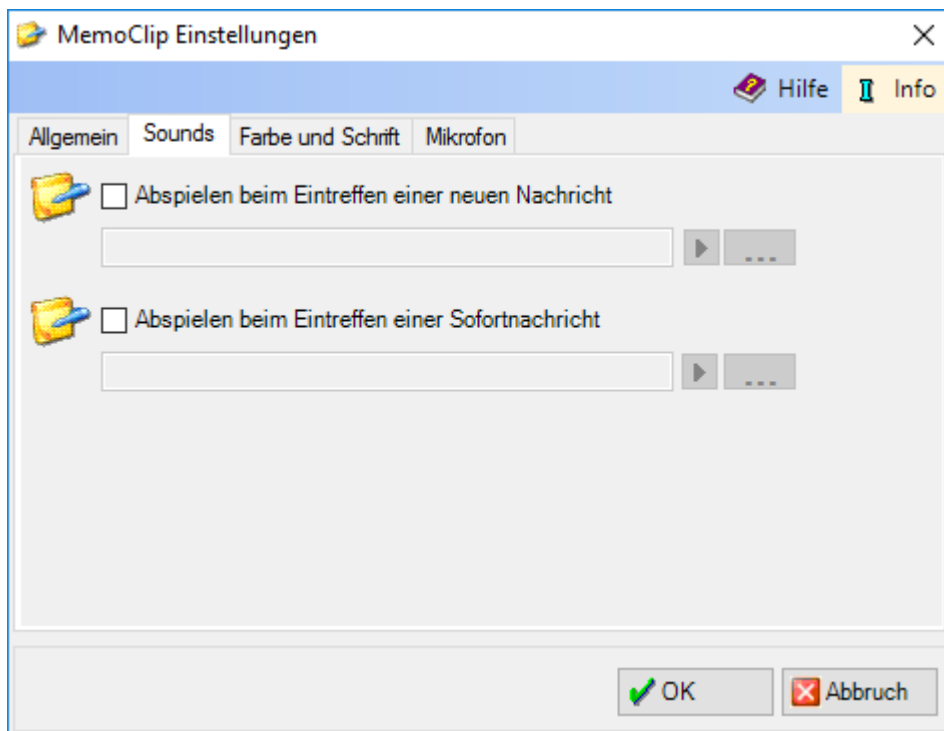 MemoClip Einstellungen
Hilfe Info
Allgemein Sounds Farbe und Schrift Mikrofon
Abspielen beim Eintreffen einer neuen Nachricht
...
Abspielen beim Eintreffen einer Sofortnachricht
...
OK Abbruch